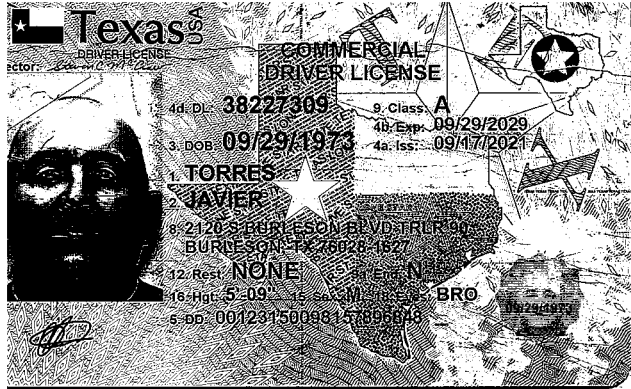 Texas USA
DRIVER LICENSE
COMMERCIAL
DRIVER LICENSE
4d. DL: 38227309 9. Class: A
4b. Exp: 09/29/2029
3. DOB 09/29/1973 4a. Iss: 09/17/2021
1. TORRES
2. JAVIER
8. 2120 S BURLESON BLVD TRLR 90
BURLESON TX 76028-1627
12. Rest. NONE 9a. End. N
16. Hgt. 5'-09" 15. Sex M 18. Eyes BRO
5. DD. 00123150098157896848
09/29/1973